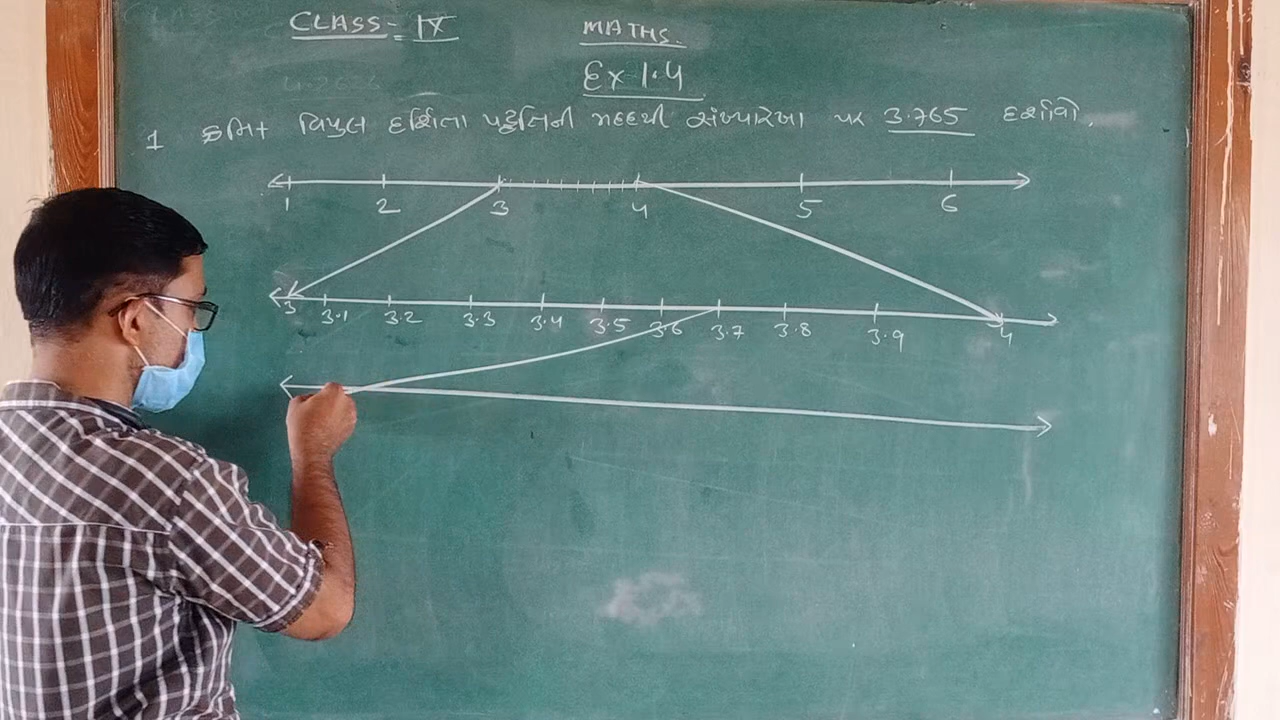 CLASS - IX
MATHS.
Ex 1.4
1 ક્રમિક વિપુલ દર્શિતા પદ્ધતિની મદદથી સંખ્યારેખા પર 3.765 દર્શાવો.
1 2 3 4 5 6
3 3.1 3.2 3.3 3.4 3.5 3.6 3.7 3.8 3.9 4